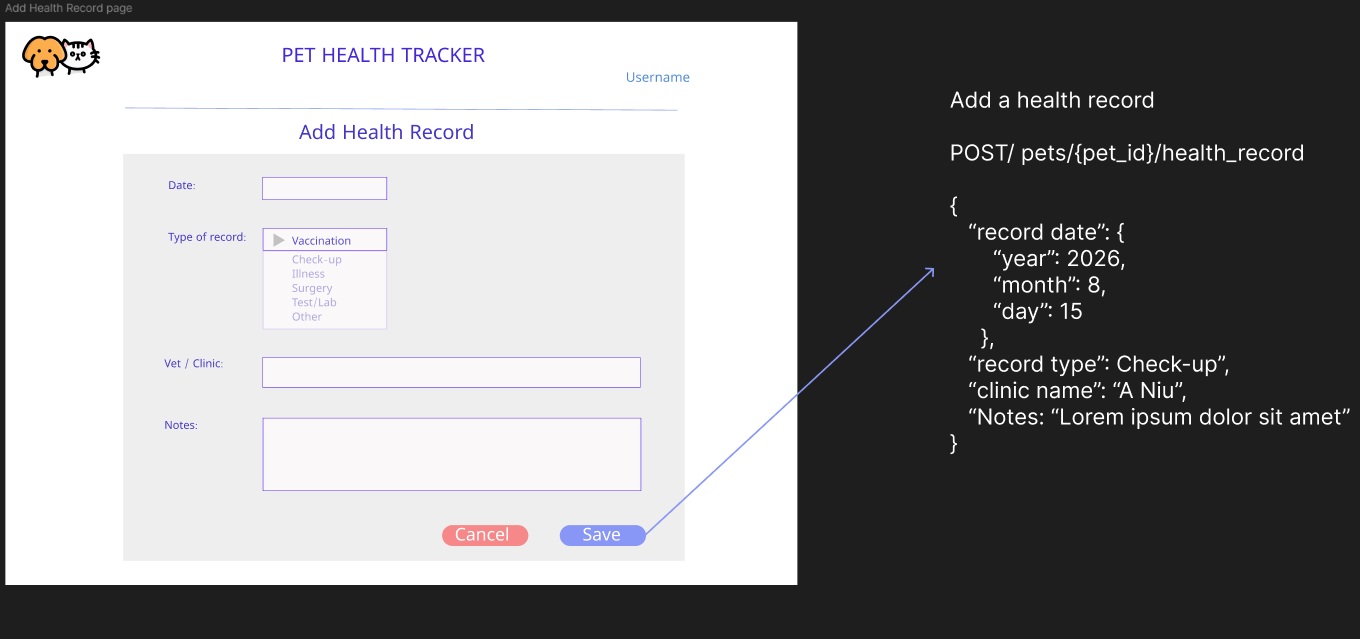 Add Health Record page
PET HEALTH TRACKER
Username
Add Health Record
Date:
Type of record:
Vaccination
Check-up
Illness
Surgery
Test/Lab
Other
Vet / Clinic:
Notes:
Cancel
Save
Add a health record
POST/ pets/{pet_id}/health_record
{
“record date”: {
“year”: 2026,
“month”: 8,
“day”: 15
},
“record type”: Check-up”,
“clinic name”: “A Niu”,
“Notes: “Lorem ipsum dolor sit amet”
}